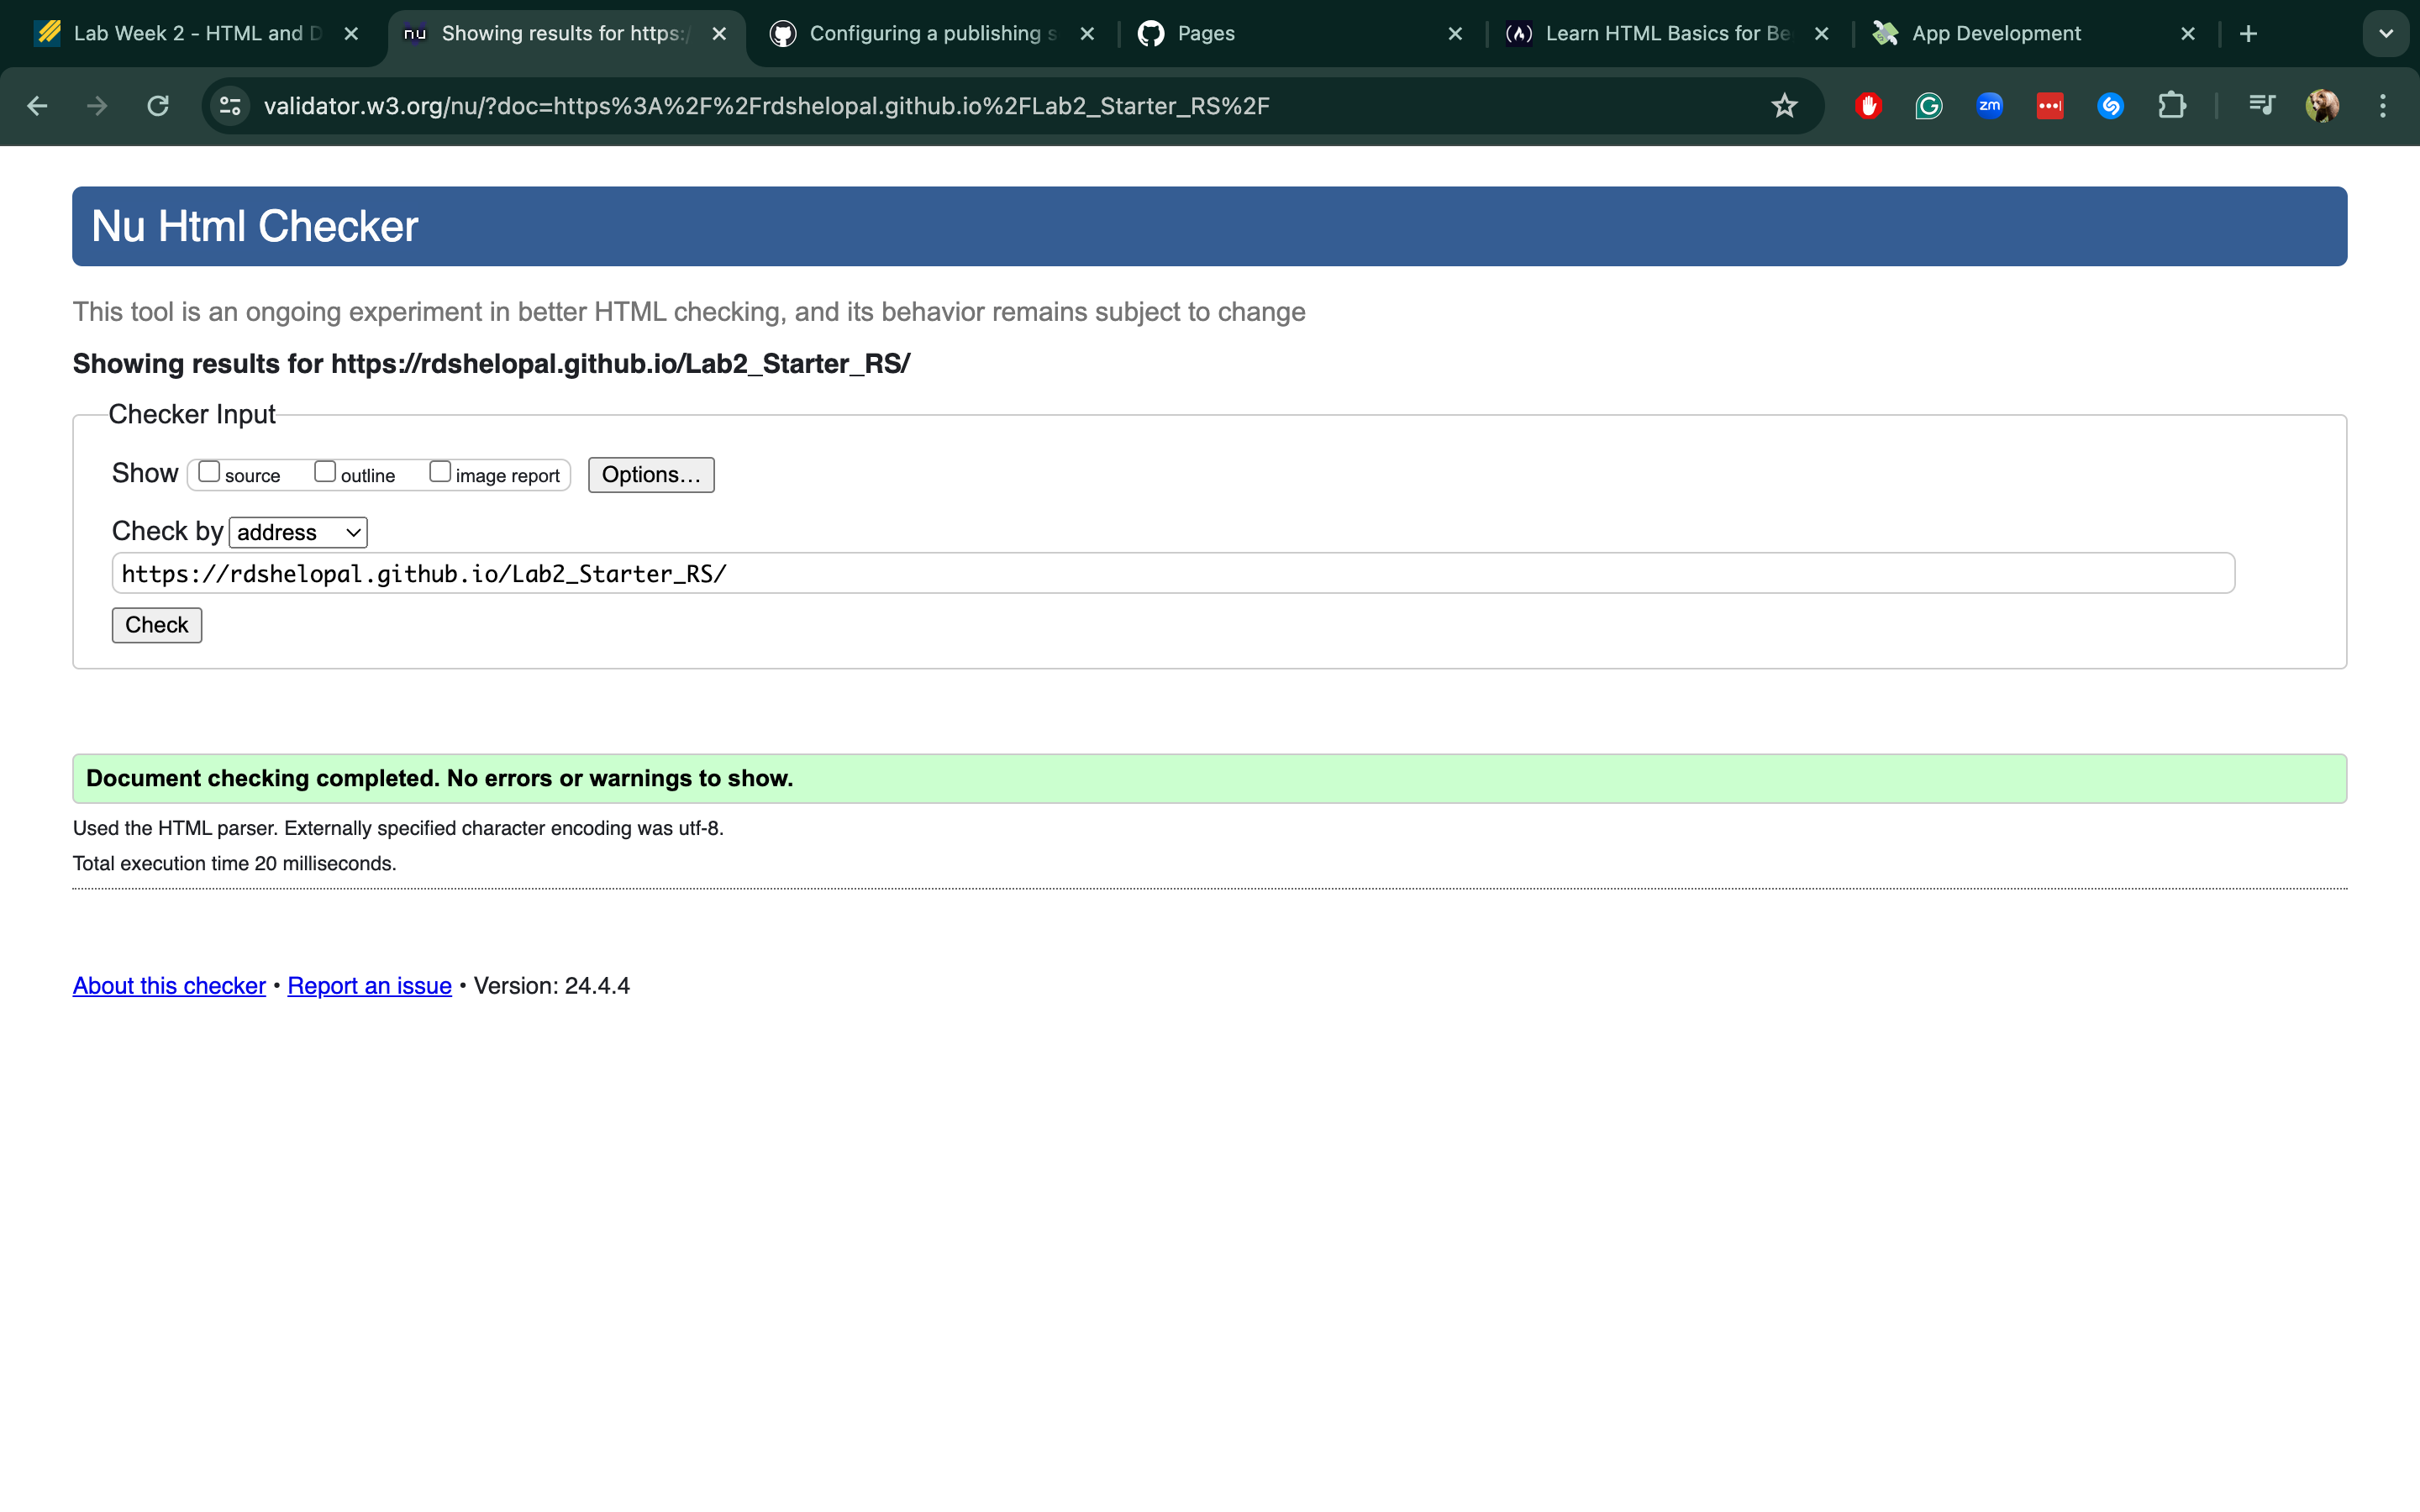 Lab Week 2 - HTML and D
nu Showing results for https:/
Configuring a publishing s
Pages
Learn HTML Basics for Be
App Development
validator.w3.org/nu/?doc=https%3A%2F%2Frdshelopal.github.io%2FLab2_Starter_RS%2F
zm
Nu Html Checker
This tool is an ongoing experiment in better HTML checking, and its behavior remains subject to change
Showing results for https://rdshelopal.github.io/Lab2_Starter_RS/
Checker Input
Show source outline image report Options...
Check by address
https://rdshelopal.github.io/Lab2_Starter_RS/
Check
Document checking completed. No errors or warnings to show.
Used the HTML parser. Externally specified character encoding was utf-8.
Total execution time 20 milliseconds.
About this checker • Report an issue • Version: 24.4.4